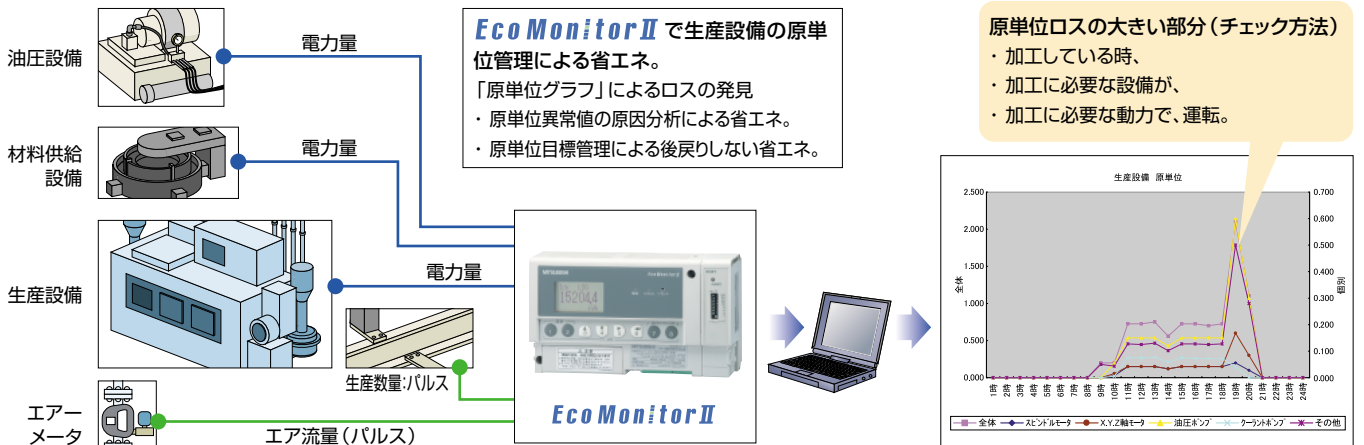 油圧設備
電力量
材料供給
設備
電力量
生産設備
電力量
生産数量:パルス
エアー
メータ
エア流量(パルス)
EcoMonitorⅡで生産設備の原単
位管理による省エネ。
「原単位グラフ」によるロスの発見
・原単位異常値の原因分析による省エネ。
・原単位目標管理による後戻りしない省エネ。
MITSUBISHI
EcoMonitorⅡ
15204.4
EcoMonitorⅡ
原単位ロスの大きい部分(チェック方法)
・加工している時、
・加工に必要な設備が、
・加工に必要な動力で、運転。
生産設備 原単位
2.500
2.000
1.500
1.000
0.500
0.000
全体
0.700
0.600
0.500
0.400
0.300
0.200
0.100
0.000
個別
1時 2時 3時 4時 5時 6時 7時 8時 9時 10時 11時 12時 13時 14時 15時 16時 17時 18時 19時 20時 21時 22時 23時 24時
全体 スピンドルモータ X.Y.Z軸モータ 油圧ポンプ クーラントポンプ その他